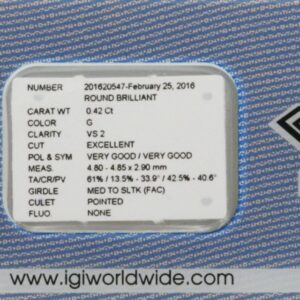 NUMBER 201620547-February 25, 2016
ROUND BRILLIANT
CARAT WT 0.42 Ct
COLOR G
CLARITY VS 2
CUT EXCELLENT
POL & SYM VERY GOOD / VERY GOOD
MEAS. 4.80 - 4.85 x 2.90 mm
TA/CR/PV 61% / 13.5% - 33.9° / 42.5% - 40.6°
GIRDLE MED TO SLTK (FAC)
CULET POINTED
FLUO. NONE
www.igiworldwide.com